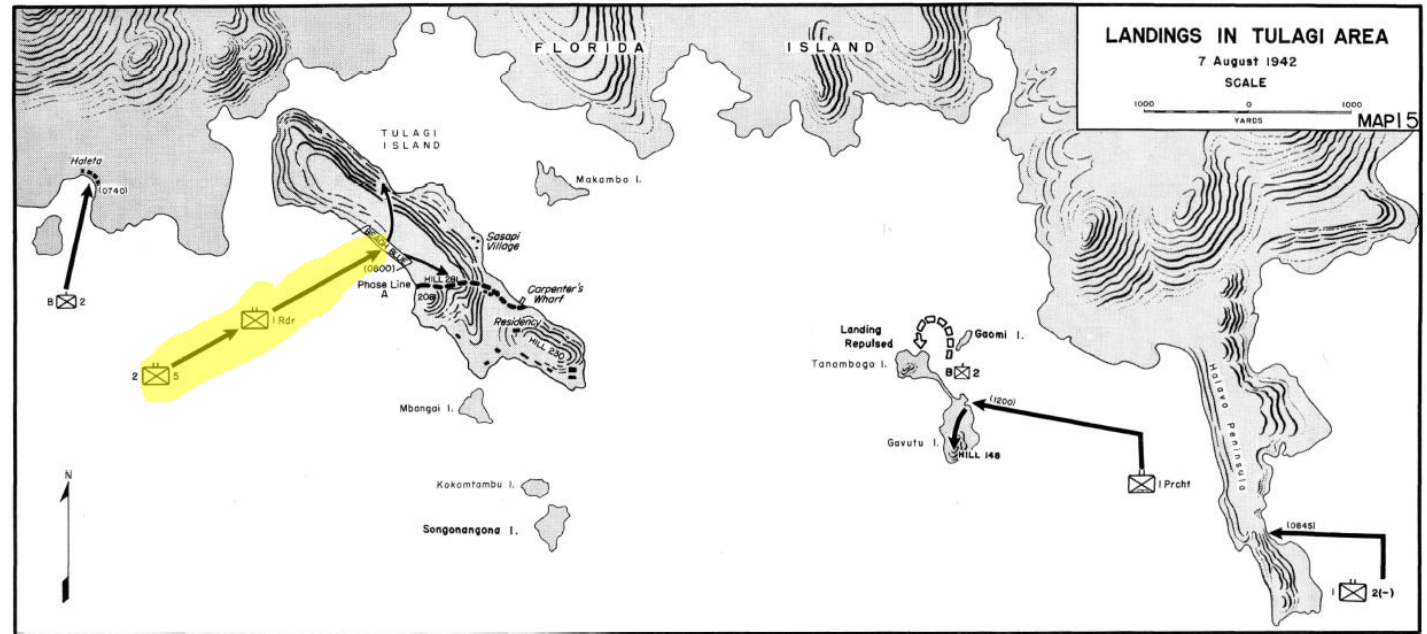 LANDINGS IN TULAGI AREA
7 August 1942
SCALE
1000 0 1000
YARDS
MAP 15
FLORIDA ISLAND
TULAGI
ISLAND
Haleta
(0740)
B 2
Makambo I.
Sasapi
Village
BEACH BLUE
(0800)
Phase Line
A
HILL 281
208
Carpenter's
Wharf
Residency
HILL 230
1 Rdr
2 5
Mbangai I.
Kokomtambu I.
Songonangona I.
Landing
Repulsed
Gaomi I.
Tanambogo I.
B 2
(1200)
Gavutu I.
HILL 148
1 Prcht
Halavo Peninsula
(0845)
1 2(-)
N